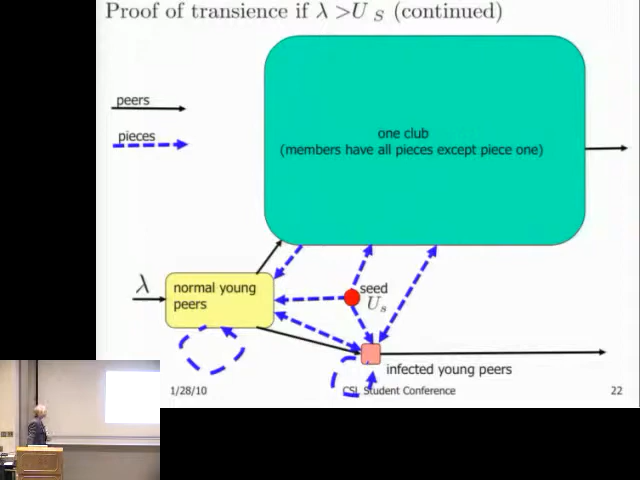 Proof of transience if λ >U S (continued)
peers
pieces
one club
(members have all pieces except piece one)
λ
normal young
peers
seed
Us
infected young peers
1/28/10
CSL Student Conference
22